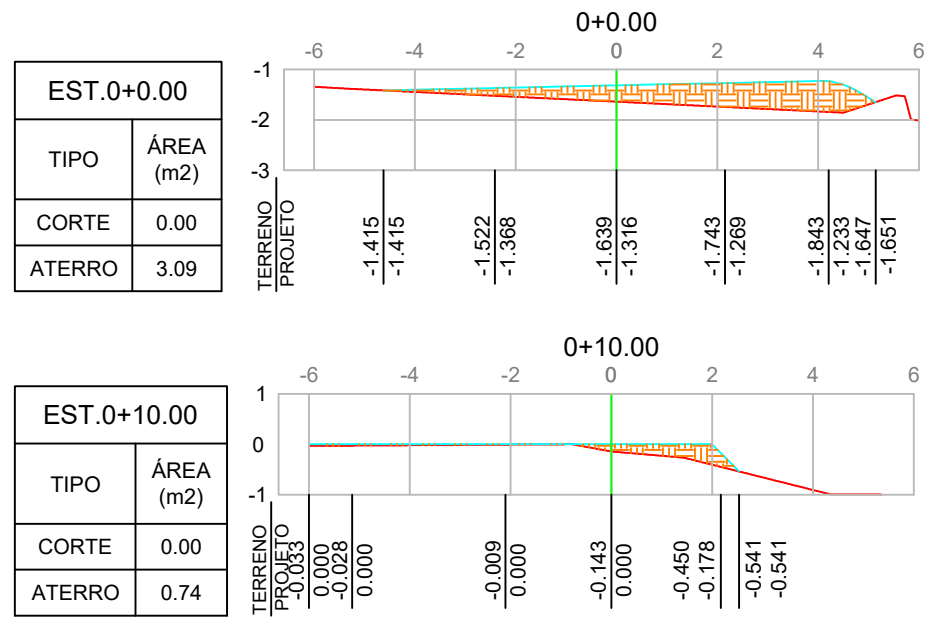 0+0.00
-6 -4 -2 0 2 4 6
EST.0+0.00
TIPO ÁREA (m2)
CORTE 0.00
ATERRO 3.09
-1
-2
-3
TERRENO
PROJETO
-1.415
-1.415
-1.522
-1.368
-1.639
-1.316
-1.743
-1.269
-1.843
-1.233
-1.647
-1.651
0+10.00
-6 -4 -2 0 2 4 6
EST.0+10.00
TIPO ÁREA (m2)
CORTE 0.00
ATERRO 0.74
1
0
-1
TERRENO
PROJETO
-0.033
0.000
-0.028
0.000
-0.009
0.000
-0.143
0.000
-0.450
-0.178
-0.541
-0.541